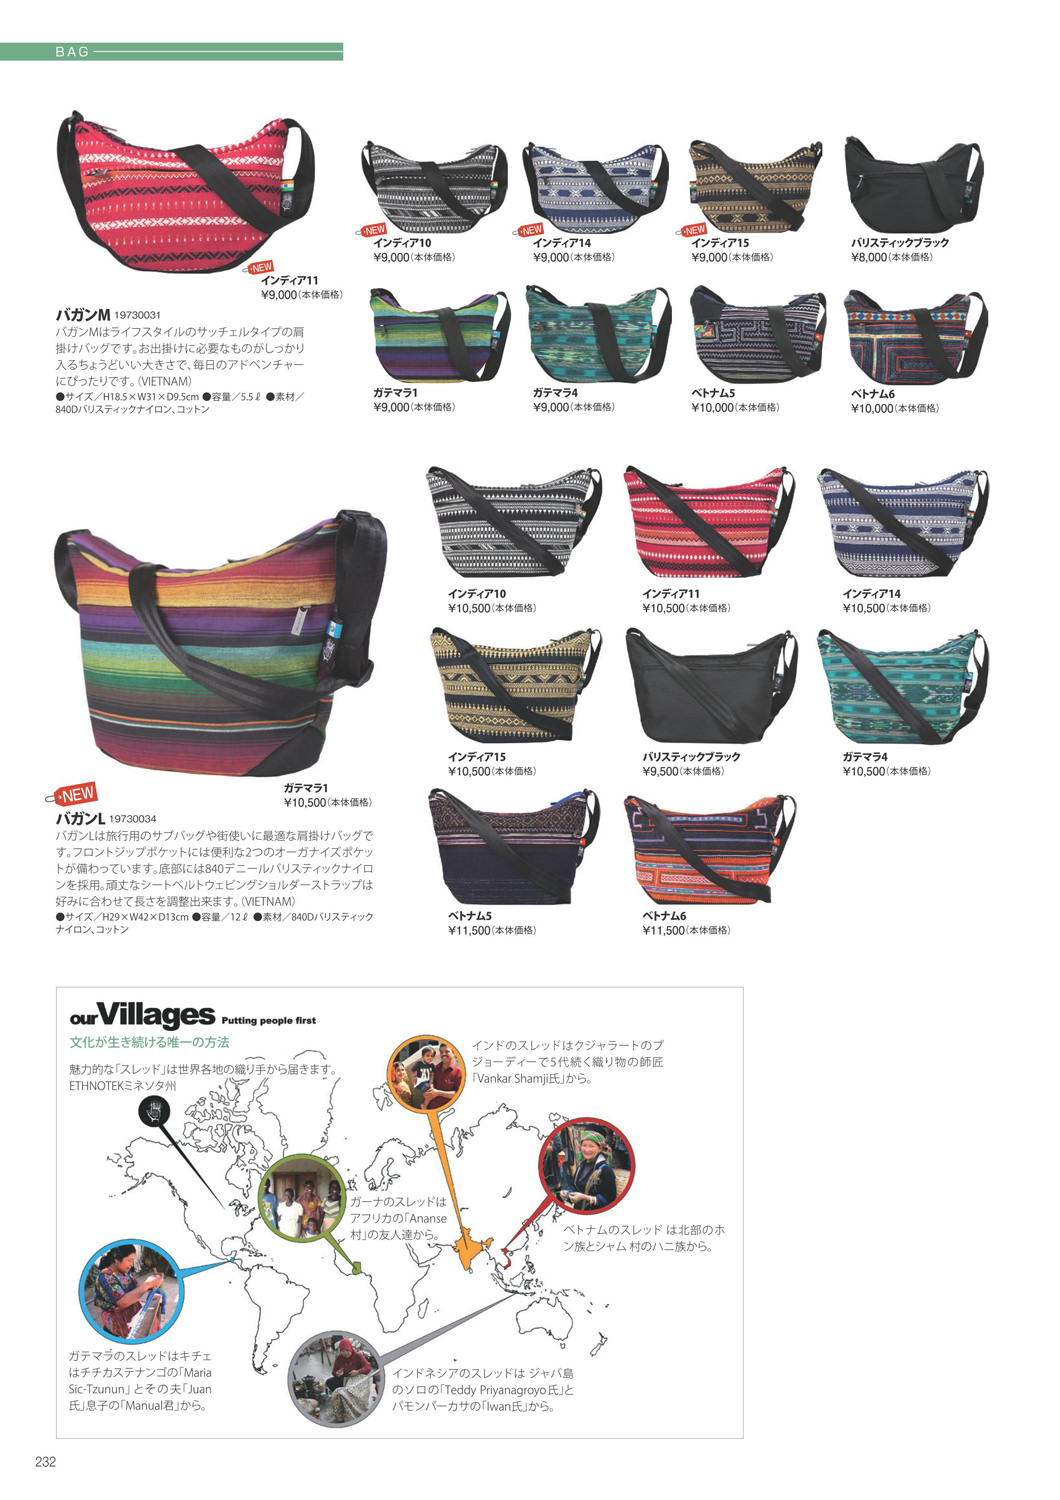 BAG
NEW
インディア11
¥9,000(本体価格)
バガンM 19730031
バガンMはライフスタイルのサッチェルタイプの肩
掛けバッグです。お出掛けに必要なものがしっかり
入るちょうどいい大きさで、毎日のアドベンチャー
にぴったりです。(VIETNAM)
●サイズ／H18.5×W31×D9.5cm ●容量／5.5ℓ ●素材／
840Dバリスティックナイロン、コットン
NEW
インディア10
¥9,000(本体価格)
NEW
インディア14
¥9,000(本体価格)
NEW
インディア15
¥9,000(本体価格)
バリスティックブラック
¥8,000(本体価格)
ガテマラ1
¥9,000(本体価格)
ガテマラ4
¥9,000(本体価格)
ベトナム5
¥10,000(本体価格)
ベトナム6
¥10,000(本体価格)
ガテマラ1
¥10,500(本体価格)
NEW
バガンL 19730034
バガンLは旅行用のサブバッグや街使いに最適な肩掛けバッグで
す。フロントジップポケットには便利な2つのオーガナイズポケッ
トが備わっています。底部には840デニールバリスティックナイロ
ンを採用。頑丈なシートベルトウェビングショルダーストラップは
好みに合わせて長さを調整出来ます。(VIETNAM)
●サイズ／H29×W42×D13cm ●容量／12ℓ ●素材／840Dバリスティック
ナイロン、コットン
インディア10
¥10,500(本体価格)
インディア11
¥10,500(本体価格)
インディア14
¥10,500(本体価格)
インディア15
¥10,500(本体価格)
バリスティックブラック
¥9,500(本体価格)
ガテマラ4
¥10,500(本体価格)
ベトナム5
¥11,500(本体価格)
ベトナム6
¥11,500(本体価格)
ourVillages Putting people first
文化が生き続ける唯一の方法
魅力的な「スレッド」は世界各地の織り手から届きます。
ETHNOTEKミネソタ州
インドのスレッドはクジャラートのブ
ジョーディーで5代続く織り物の師匠
「Vankar Shamji氏」から。
ガーナのスレッドは
アフリカの「Ananse
村」の友人達から。
ベトナムのスレッド は北部のホ
ン族とシャム 村のハニ族から。
ガテマラのスレッドはキチェ
はチチカステナンゴの「Maria
Sic-Tzunun」とその夫「Juan
氏」息子の「Manual君」から。
インドネシアのスレッドは ジャバ島
のソロの「Teddy Priyanagroyo氏」と
パモンバーカサの「Iwan氏」から。
232